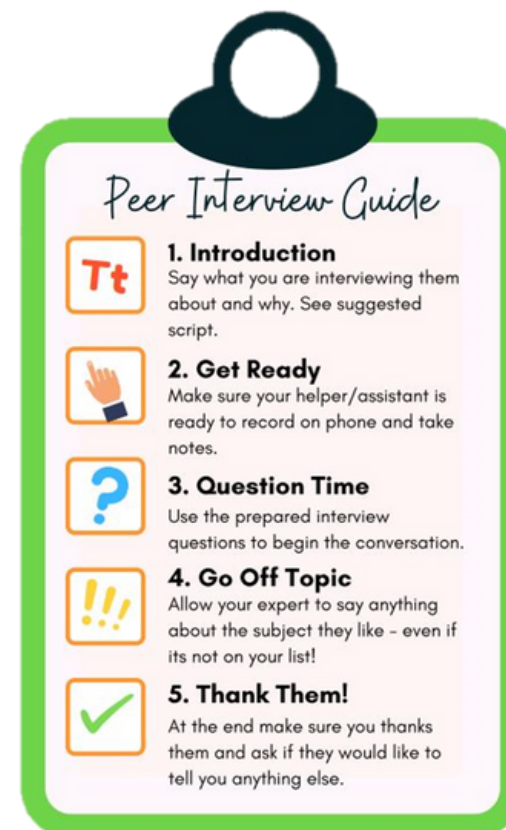 Peer Interview Guide
Tt
1. Introduction
Say what you are interviewing them
about and why. See suggested
script.
2. Get Ready
Make sure your helper/assistant is
ready to record on phone and take
notes.
?
3. Question Time
Use the prepared interview
questions to begin the conversation.
!!!
4. Go Off Topic
Allow your expert to say anything
about the subject they like - even if
its not on your list!
5. Thank Them!
At the end make sure you thanks
them and ask if they would like to
tell you anything else.